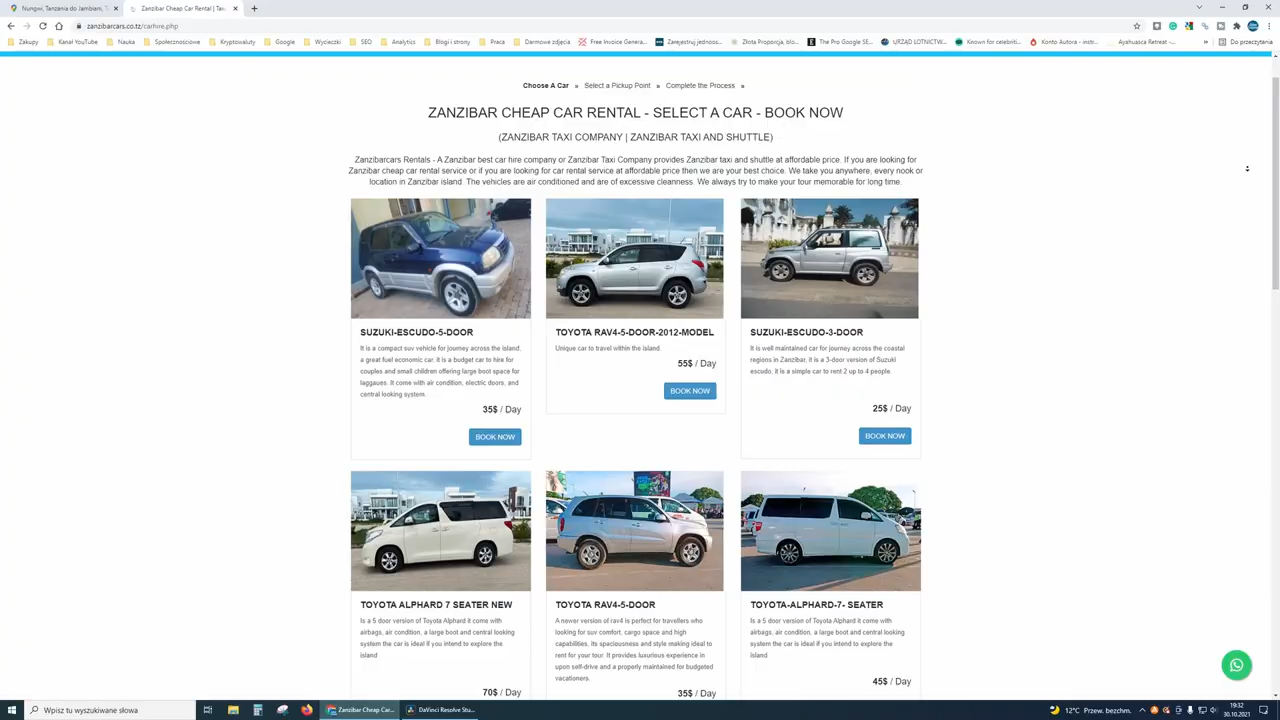 Nungwi, Tanzania do Jambiani, T
Zanzibar Cheap Car Rental | Taxi
zanzibarcars.co.tz/carhire.php
Zakupy
Kanał YouTube
Nauka
Społecznościowe
Kryptowaluty
Google
Wycieczki
SEO
Analytics
Blogi i strony
Praca
Darmowe zdjęcia
Free Invoice Genera...
Zarejestruj jednoos...
Złota Proporcja, blo...
The Pro Google SE...
URZĄD LOTNICTW...
Known for celebriti...
Konto Autora - instr...
Ayahuasca Retreat -...
»
Do przeczytania
Choose A Car » Select a Pickup Point » Complete the Process »
ZANZIBAR CHEAP CAR RENTAL - SELECT A CAR - BOOK NOW
(ZANZIBAR TAXI COMPANY | ZANZIBAR TAXI AND SHUTTLE)
Zanzibarcars Rentals - A Zanzibar best car hire company or Zanzibar Taxi Company provides Zanzibar taxi and shuttle at affordable price. If you are looking for
Zanzibar cheap car rental service or if you are looking for car rental service at affordable price then we are your best choice. We take you anywhere, every nook or
location in Zanzibar island. The vehicles are air conditioned and are of excessive cleanness. We always try to make your tour memorable for long time.
SUZUKI-ESCUDO-5-DOOR
It is a compact suv vehicle for journey across the island,
a great fuel economic car, it is a budget car to hire for
couples and small children offering large boot space for
laggaues. It come with air condition, electric doors, and
central looking system.
35$ / Day
BOOK NOW
TOYOTA RAV4-5-DOOR-2012-MODEL
Unique car to travel within the island.
55$ / Day
BOOK NOW
SUZUKI-ESCUDO-3-DOOR
It is well maintained car for journey across the coastal
regions in Zanzibar, it is a 3-door version of Suzuki
escudo, it is a simple car to rent 2 up to 4 people.
25$ / Day
BOOK NOW
TOYOTA ALPHARD 7 SEATER NEW
Is a 5 door version of Toyota Alphard it come with
airbags, air condition, a large boot and central looking
system the car is ideal if you intend to explore the
island
70$ / Day
TOYOTA RAV4-5-DOOR
A newer version of rav4 is perfect for travellers who
looking for suv comfort, cargo space and high
capabilities, its spaciousness and style making ideal to
rent for your tour. It provides luxurious experience in
upon self-drive and a properly maintained for budgeted
vacationers.
35$ / Day
TOYOTA-ALPHARD-7- SEATER
Is a 5 door version of Toyota Alphard it come with
airbags, air condition, a large boot and central looking
system the car is ideal if you intend to explore the
island
45$ / Day
Wpisz tu wyszukiwane słowa
Zanzibar Cheap Car...
DaVinci Resolve Stu...
12°C Przew. bezchm.
19:32
30.10.2021